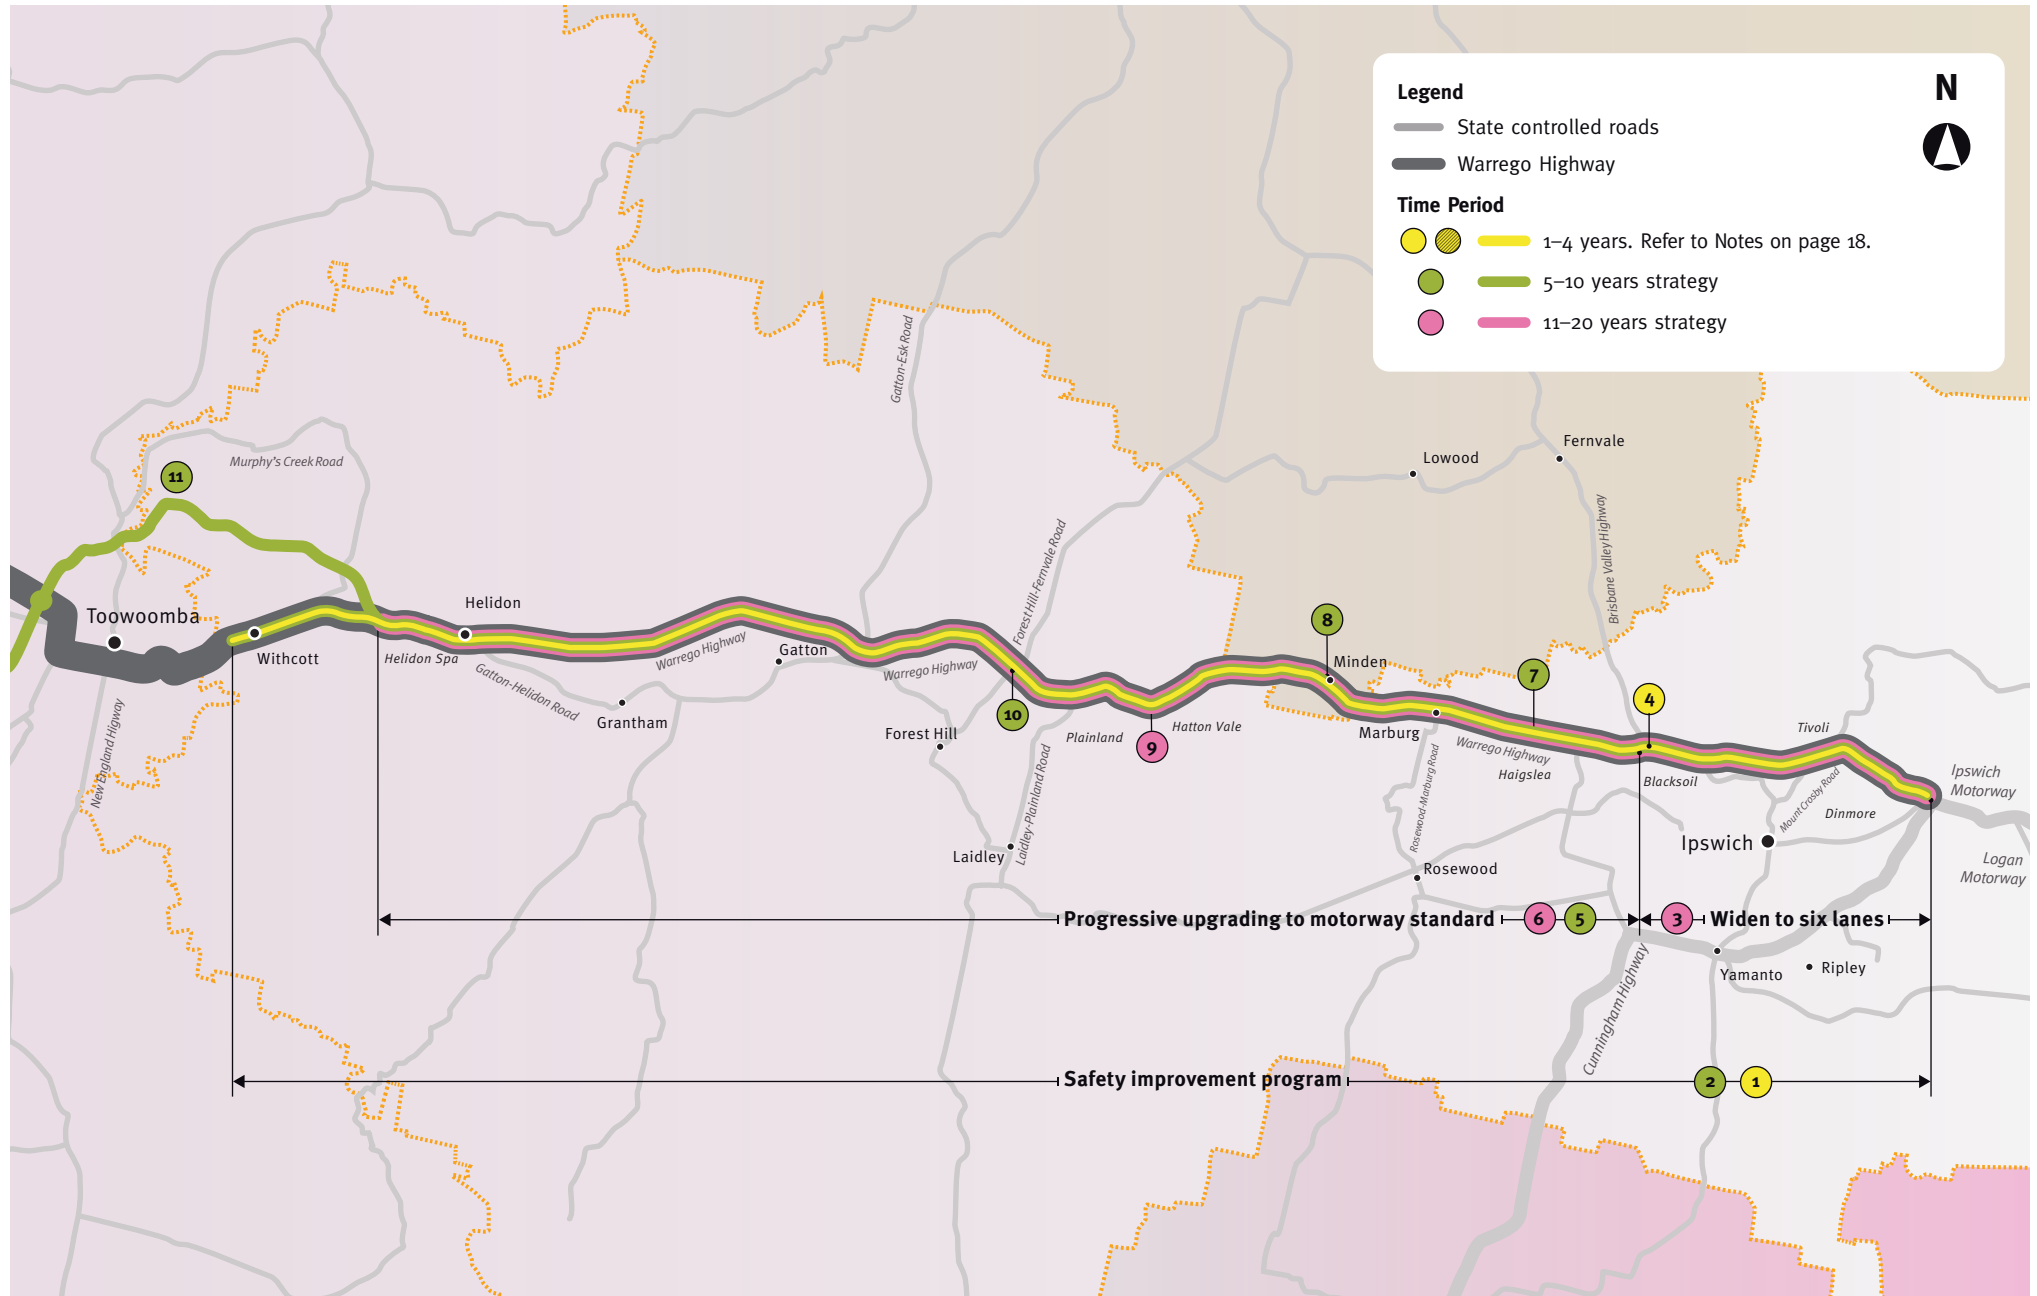 Legend
N
State controlled roads
Warrego Highway
Time Period
1–4 years. Refer to Notes on page 18.
5–10 years strategy
11–20 years strategy
Gatton-Esk Road
Fernvale
Lowood
Murphy's Creek Road
11
Brisbane Valley Highway
Forest Hill-Fernvale Road
Helidon
Toowoomba
8
Withcott
Helidon Spa
Warrego Highway
Gatton
Warrego Highway
Minden
7
Gatton-Helidon Road
Grantham
10
4
Forest Hill
Plainland
9
Hatton Vale
Marburg
Warrego Highway
Haigslea
Blacksoil
Tivoli
Ipswich
Motorway
New England Higway
Laidley-Plainland Road
Rosewood-Marburg Road
Mount Crosby Road
Dinmore
Ipswich
Laidley
Rosewood
Logan
Motorway
Progressive upgrading to motorway standard
6
5
3
Widen to six lanes
Cunningham Highway
Yamanto
Ripley
Safety improvement program
2
1